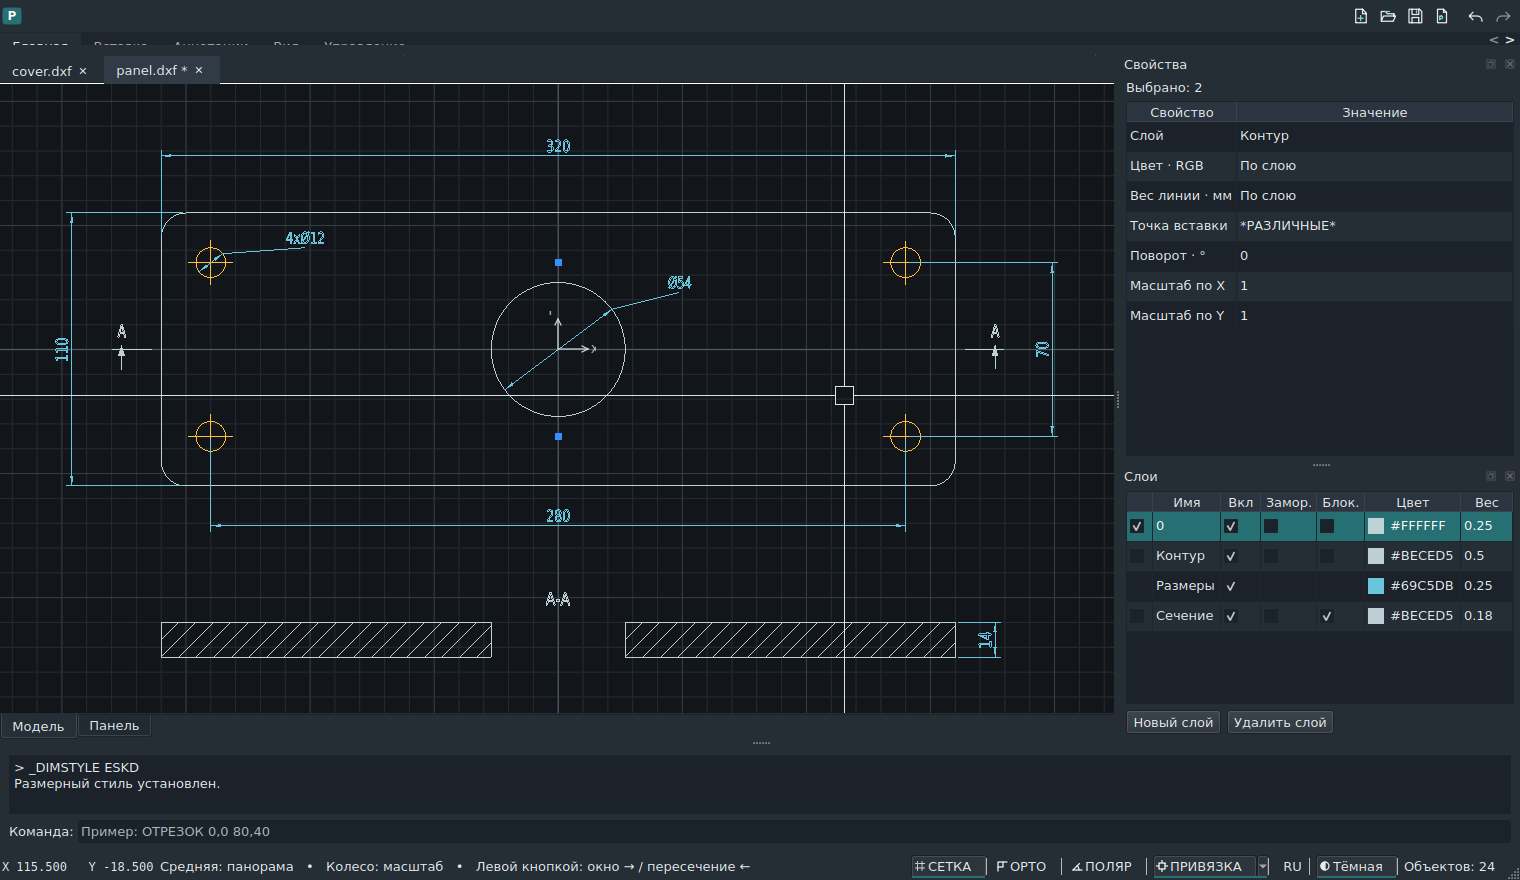 P
Главная Вставка Аннотации Вид Управление
< >
cover.dxf × panel.dxf * ×
320
4xØ12
Ø54
110
A
A
70
X
280
A-A
14
Модель Панель
Свойства
Выбрано: 2
Свойство Значение
Слой Контур
Цвет · RGB По слою
Вес линии · мм По слою
Точка вставки *РАЗЛИЧНЫЕ*
Поворот · ° 0
Масштаб по X 1
Масштаб по Y 1
Слои
Имя Вкл Замор. Блок. Цвет Вес
0 #FFFFFF 0.25
Контур #BECED5 0.5
Размеры #69C5DB 0.25
Сечение #BECED5 0.18
Новый слой Удалить слой
> _DIMSTYLE ESKD
Размерный стиль установлен.
Команда: Пример: ОТРЕЗОК 0,0 80,40
X 115.500 Y -18.500 Средняя: панорама • Колесо: масштаб • Левой кнопкой: окно → / пересечение ← СЕТКА ОРТО ПОЛЯР ПРИВЯЗКА RU Тёмная Объектов: 24